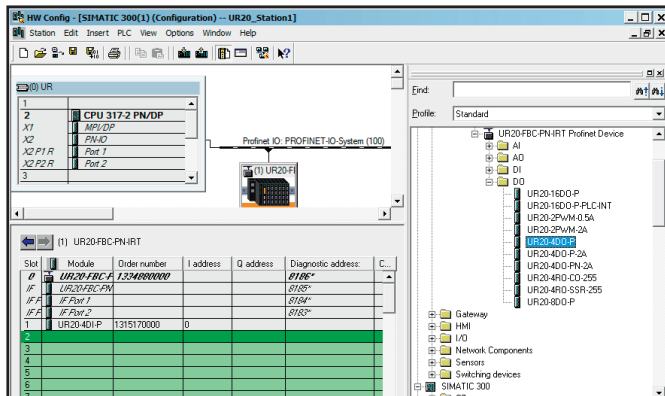 HW Config - [SIMATIC 300(1) (Configuration) -- UR20_Station1]
Station Edit Insert PLC View Options Window Help
(0) UR
1
2 CPU 317-2 PN/DP
X1 MPI/DP
X2 PN-IO
X2 P1 R Port 1
X2 P2 R Port 2
3
Profinet IO: PROFINET-IO-System (100)
(1) UR20-F
Find:
Profile: Standard
UR20-FBC-PN-IRT Profinet Device
AI
AO
DI
DO
UR20-16DO-P
UR20-16DO-P-PLC-INT
UR20-2PWM-0.5A
UR20-2PWM-2A
UR20-4DO-P
UR20-4DO-P-2A
UR20-4DO-PN-2A
UR20-4RO-CO-255
UR20-4RO-SSR-255
UR20-8DO-P
Gateway
HMI
I/O
Network Components
Sensors
Switching devices
SIMATIC 300
(1) UR20-FBC-PN-IRT
Slot Module Order number I address Q address Diagnostic address: C...
0 UR20-FBC-F 1334880000 8186*
IF UR20-FBC-PN 8185*
IF F IF Port 1 8184*
IF F IF Port 2 8183*
1 UR20-4DI-P 1315170000 0
2
3
4
5
6